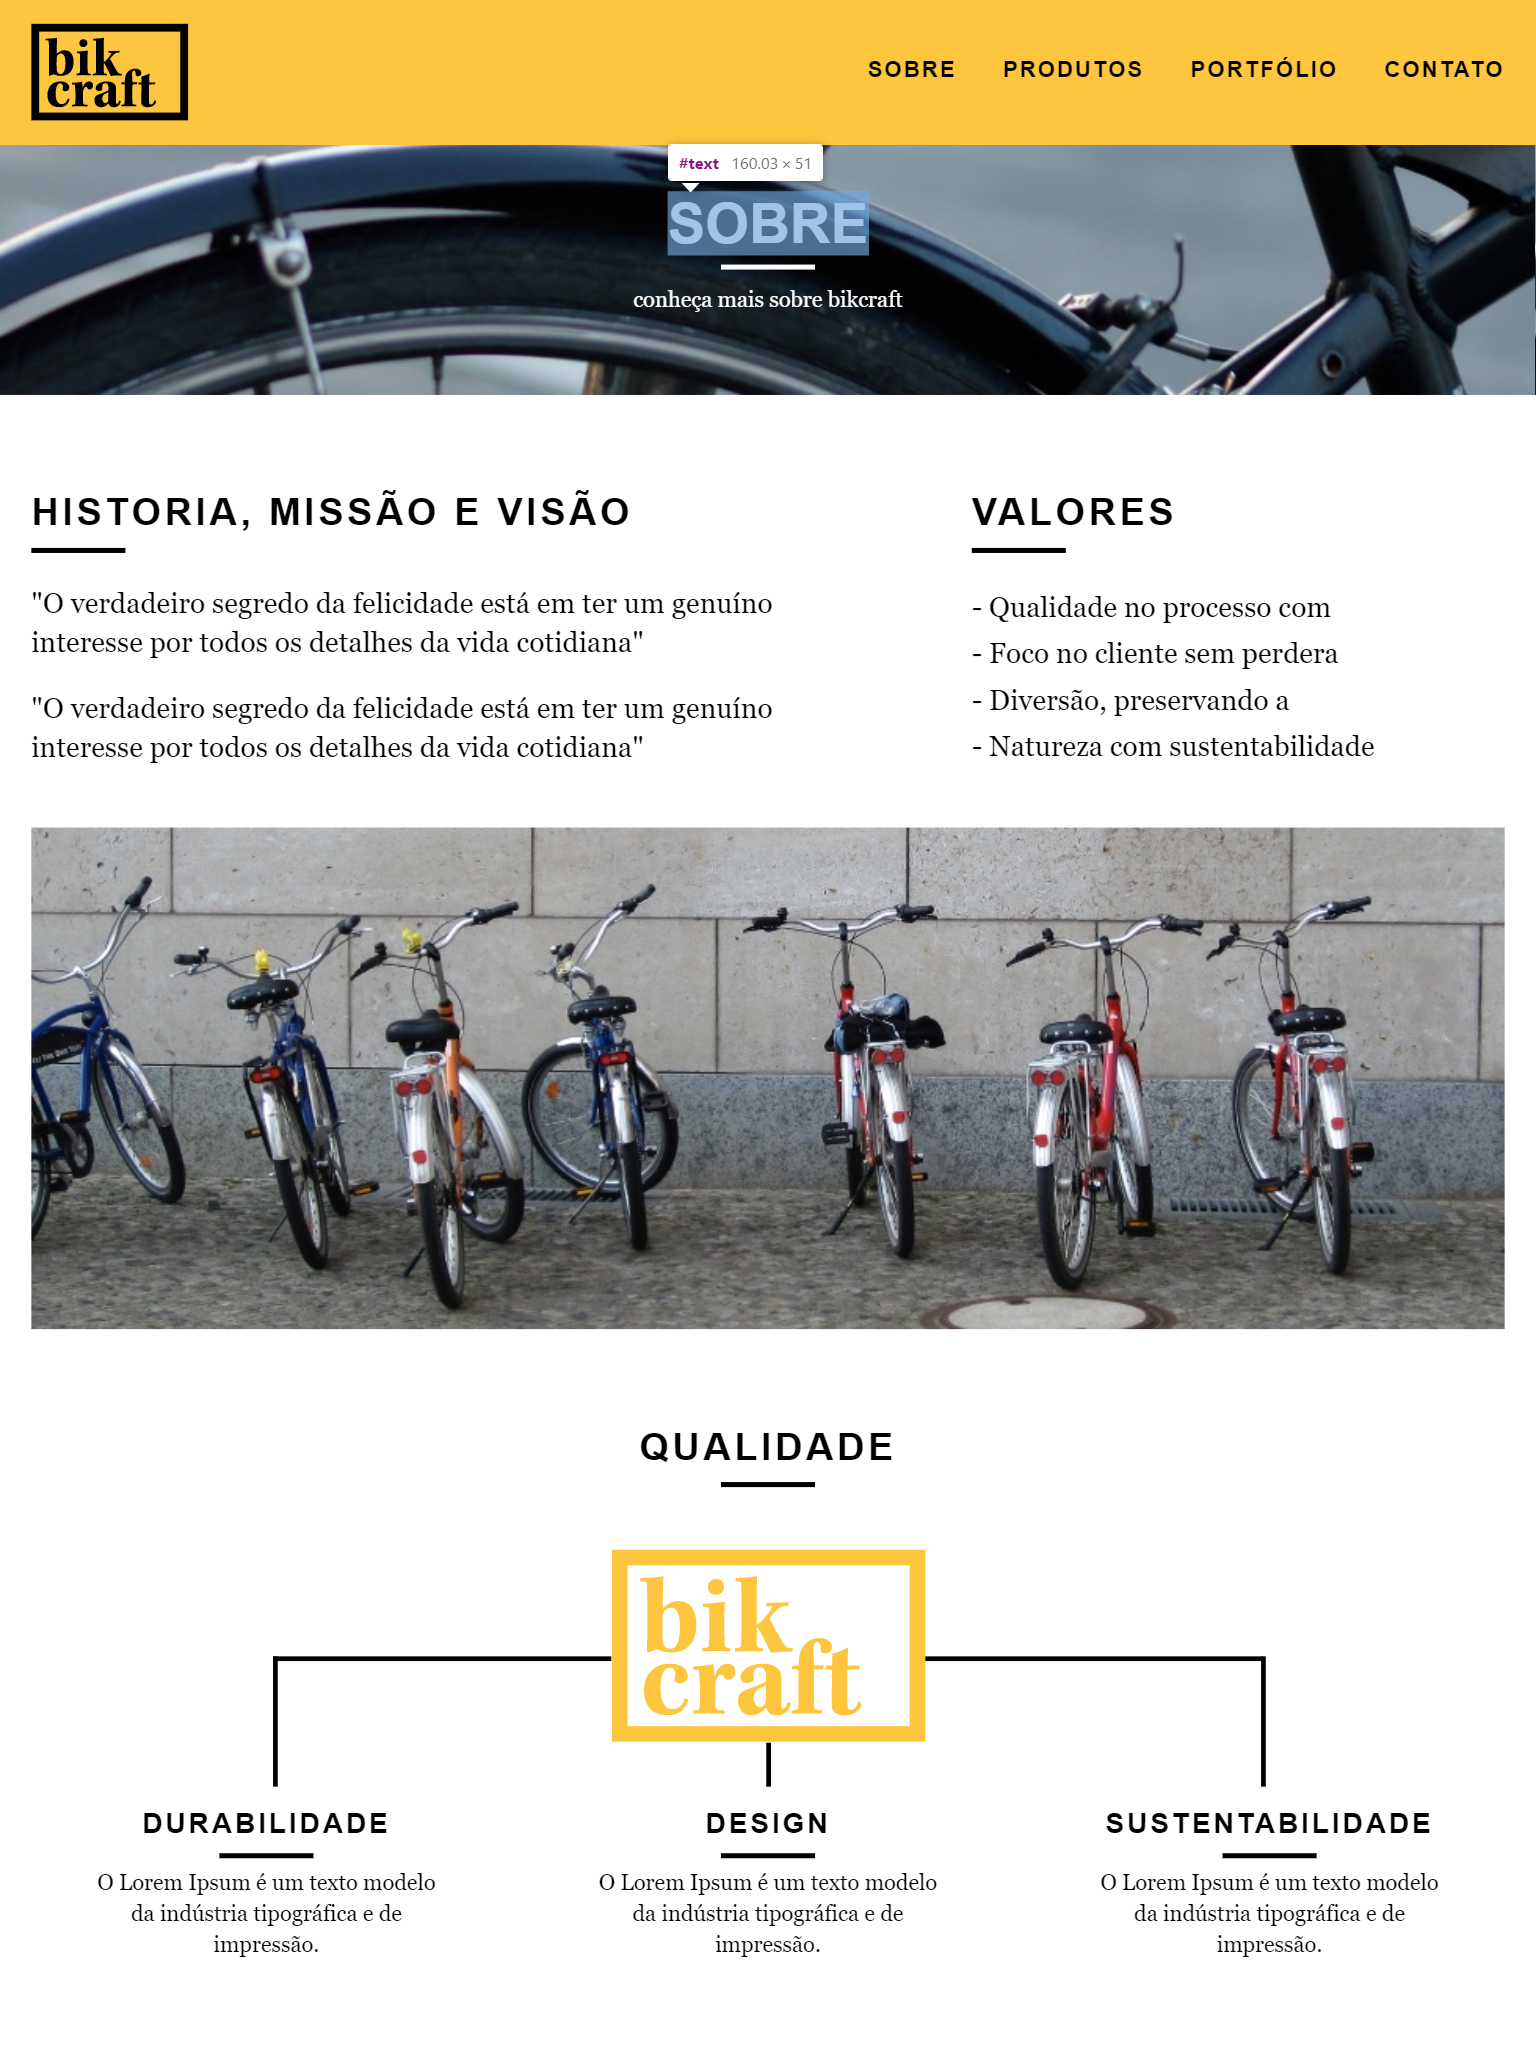 bik
craft
SOBRE PRODUTOS PORTFÓLIO CONTATO
#text 160.03 × 51
SOBRE
conheça mais sobre bikcraft
HISTORIA, MISSÃO E VISÃO
"O verdadeiro segredo da felicidade está em ter um genuíno
interesse por todos os detalhes da vida cotidiana"
"O verdadeiro segredo da felicidade está em ter um genuíno
interesse por todos os detalhes da vida cotidiana"
VALORES
- Qualidade no processo com
- Foco no cliente sem perdera
- Diversão, preservando a
- Natureza com sustentabilidade
QUALIDADE
bik
craft
DURABILIDADE
O Lorem Ipsum é um texto modelo
da indústria tipográfica e de
impressão.
DESIGN
O Lorem Ipsum é um texto modelo
da indústria tipográfica e de
impressão.
SUSTENTABILIDADE
O Lorem Ipsum é um texto modelo
da indústria tipográfica e de
impressão.